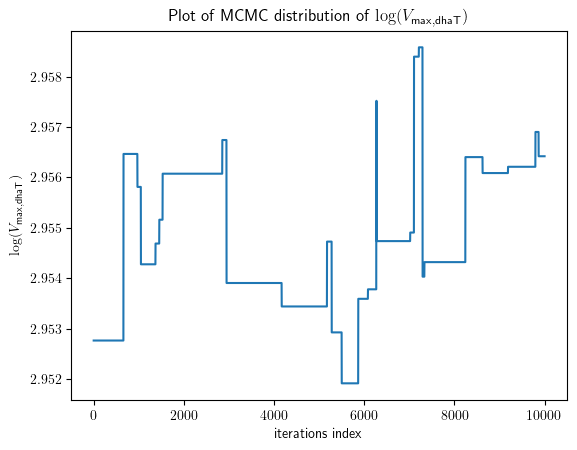 Plot of MCMC distribution of log(V_max,dhaT)
log(V_max,dhaT)
2.958
2.957
2.956
2.955
2.954
2.953
2.952
0 2000 4000 6000 8000 10000
iterations index